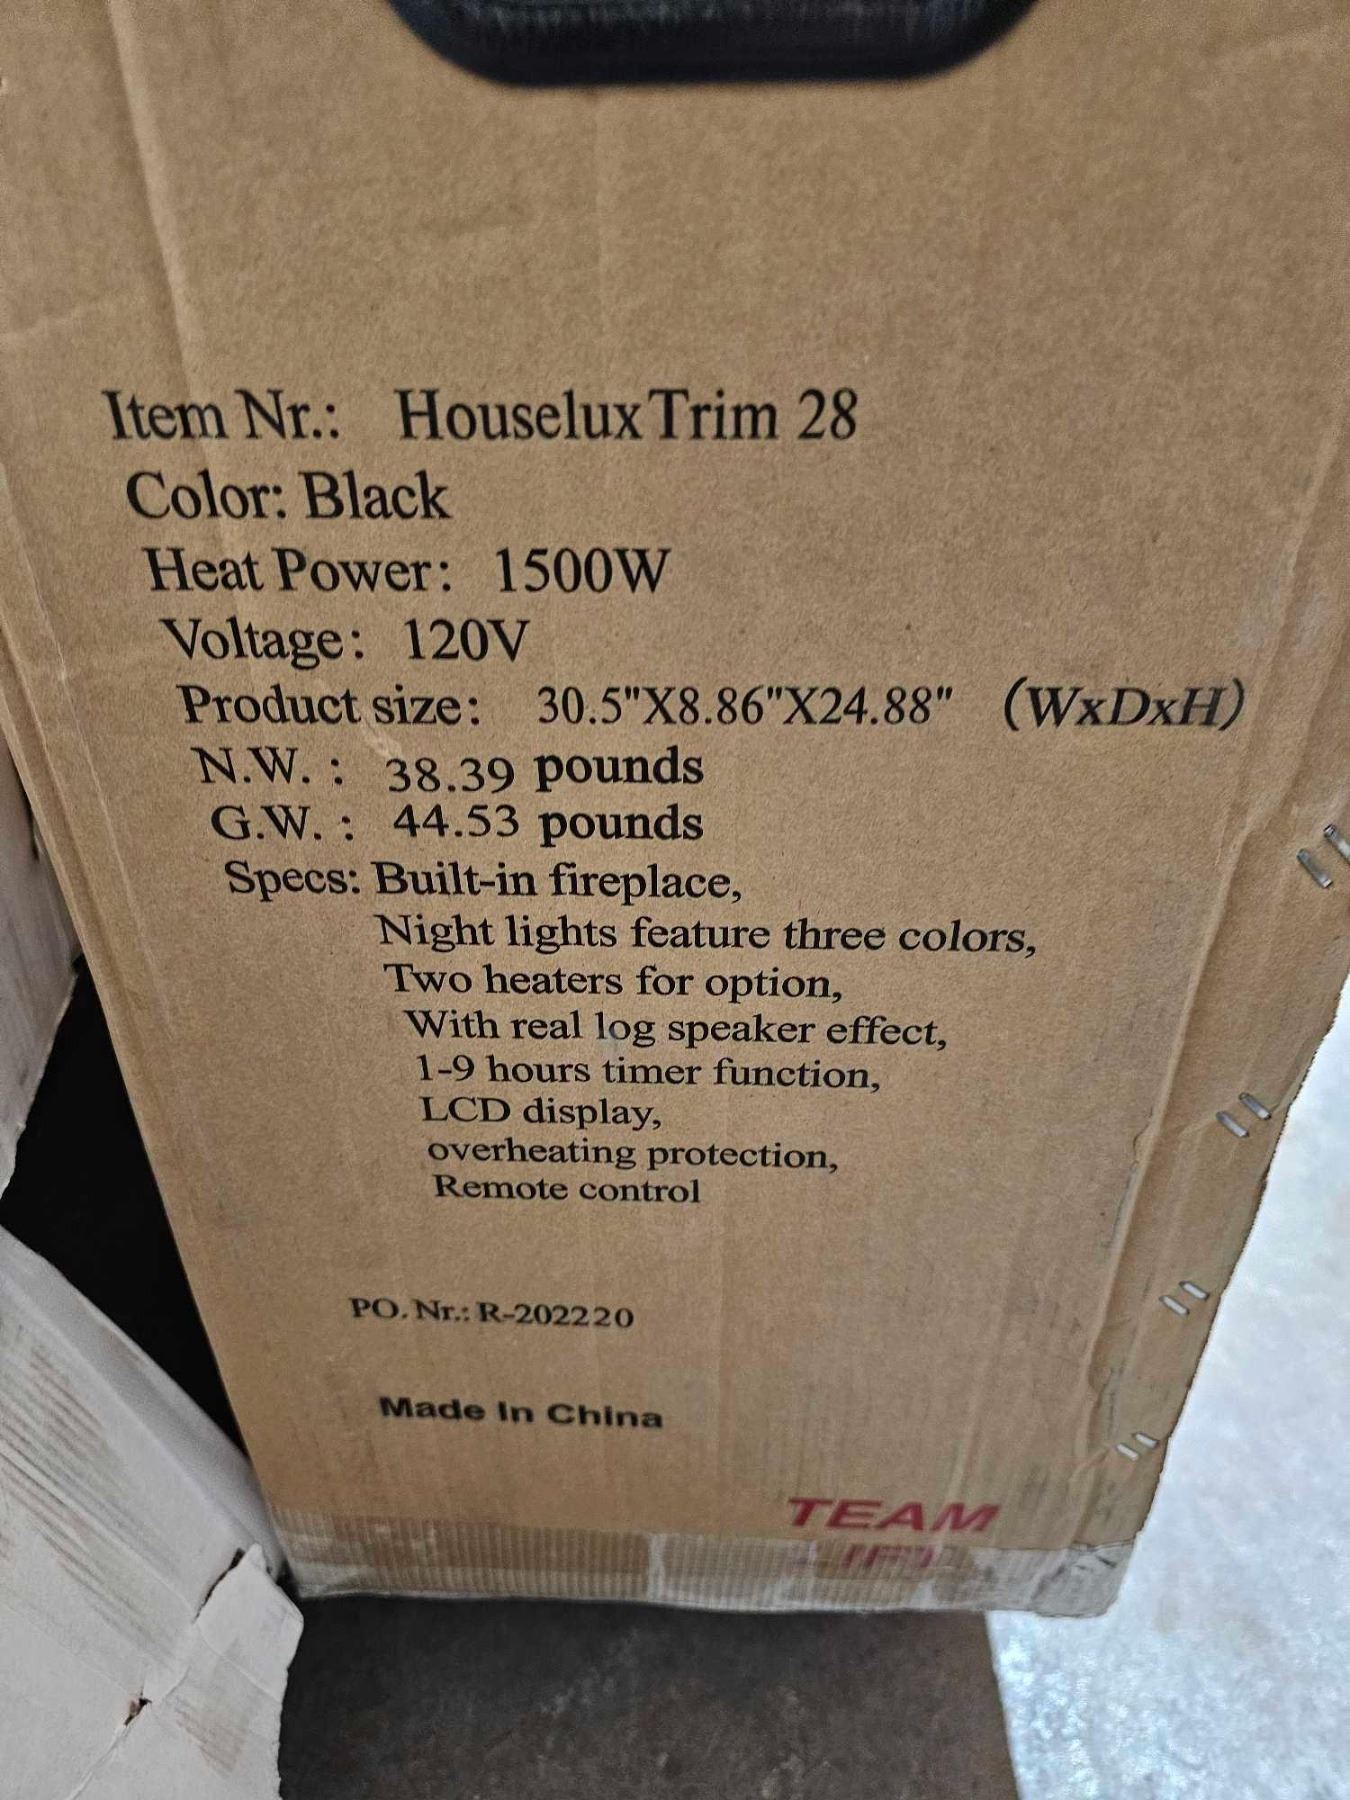 Item Nr.: Houselux Trim 28
Color: Black
Heat Power: 1500W
Voltage: 120V
Product size: 30.5"X8.86"X24.88" (WxDxH)
N.W.: 38.39 pounds
G.W.: 44.53 pounds
Specs: Built-in fireplace,
Night lights feature three colors,
Two heaters for option,
With real log speaker effect,
1-9 hours timer function,
LCD display,
overheating protection,
Remote control
PO. Nr.: R-202220
Made In China
TEAM